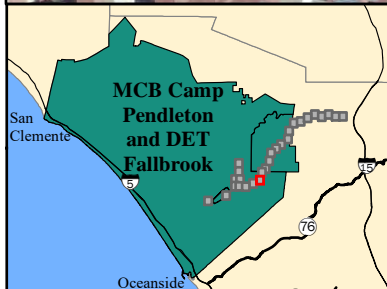 MCB Camp
Pendleton
and DET
Fallbrook
San
Clemente
5
15
76
Oceanside